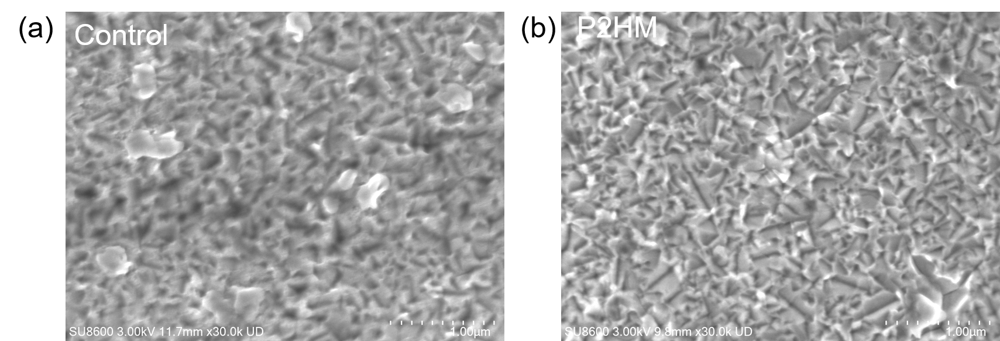 (a) Control
SU8600 3.00kV 11.7mm x30.0k UD 1.00μm
(b) P2HM
SU8600 3.00kV 9.8mm x30.0k UD 1.00μm